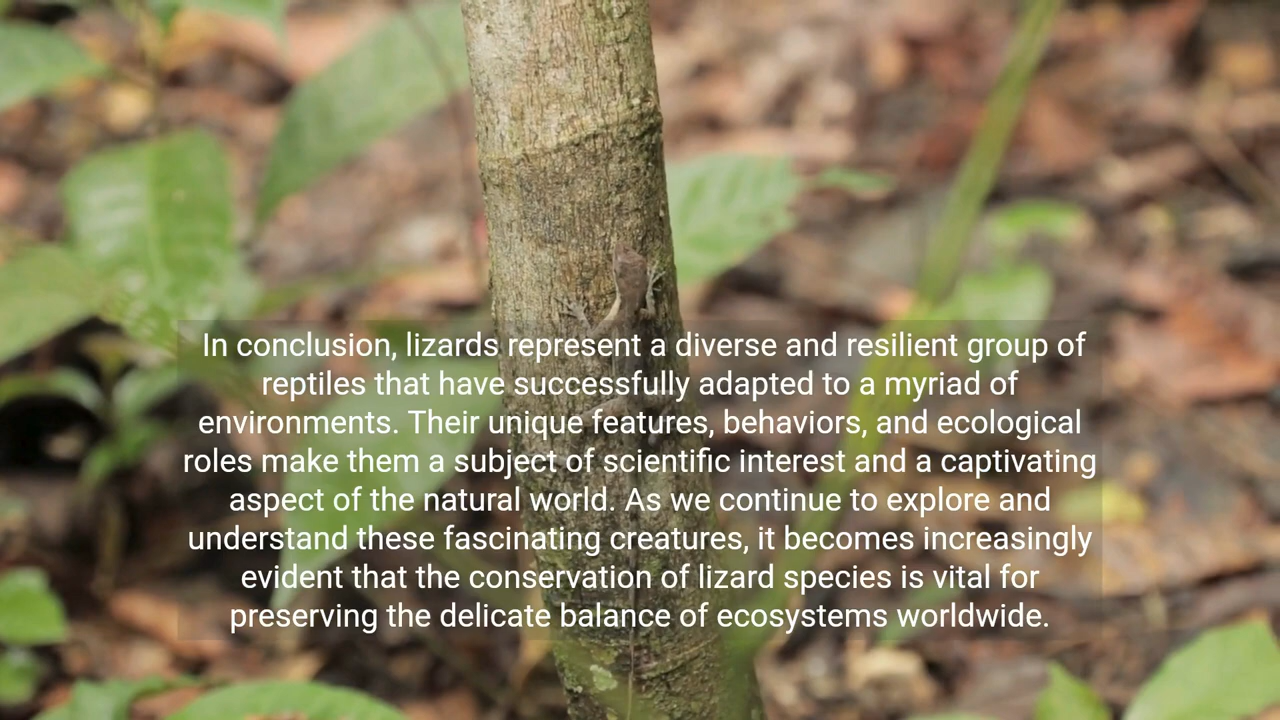 In conclusion, lizards represent a diverse and resilient group of
reptiles that have successfully adapted to a myriad of
environments. Their unique features, behaviors, and ecological
roles make them a subject of scientific interest and a captivating
aspect of the natural world. As we continue to explore and
understand these fascinating creatures, it becomes increasingly
evident that the conservation of lizard species is vital for
preserving the delicate balance of ecosystems worldwide.